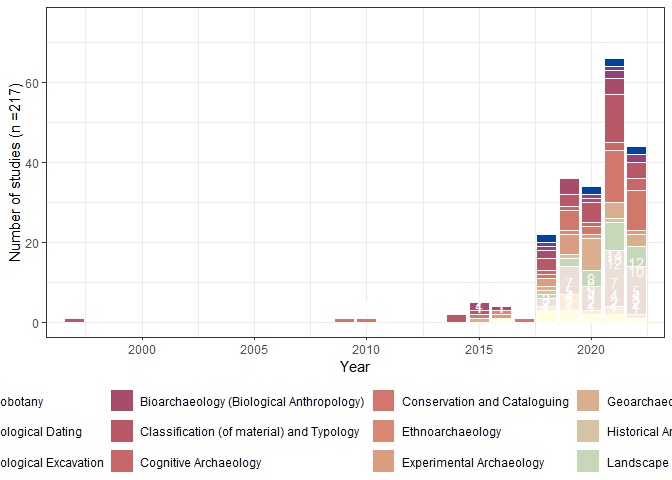 60
40
20
0
Number of studies (n =217)
2000 2005 2010 2015 2020
Year
obotany Bioarchaeology (Biological Anthropology) Conservation and Cataloguing Geoarchaeo
ological Dating Classification (of material) and Typology Ethnoarchaeology Historical Ar
ological Excavation Cognitive Archaeology Experimental Archaeology Landscape